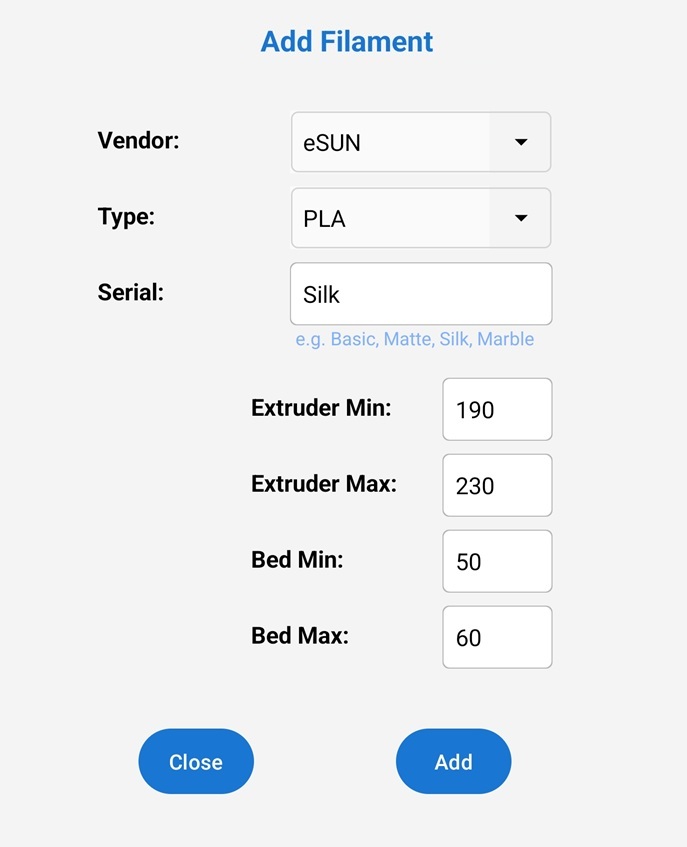 Add Filament
Vendor: eSUN
Type: PLA
Serial: Silk
e.g. Basic, Matte, Silk, Marble
Extruder Min: 190
Extruder Max: 230
Bed Min: 50
Bed Max: 60
Close Add